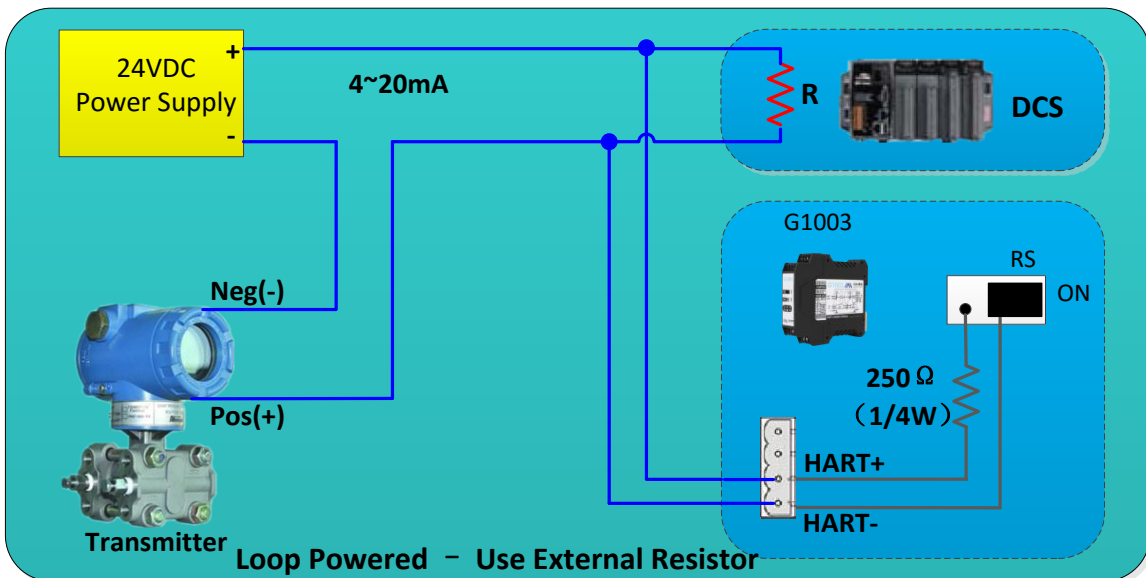 24VDC
Power Supply
+
-
4~20mA
R
DCS
G1003
RS
ON
Neg(-)
Pos(+)
250Ω
（1/4W）
HART+
HART-
Transmitter
Loop Powered － Use External Resistor